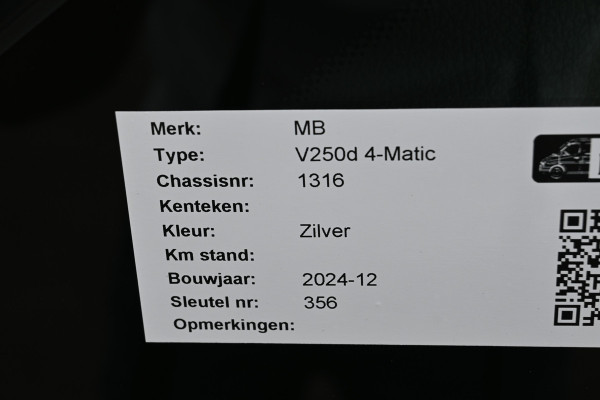 Merk: MB
Type: V250d 4-Matic
Chassisnr: 1316
Kenteken:
Kleur: Zilver
Km stand:
Bouwjaar: 2024-12
Sleutel nr: 356
Opmerkingen: